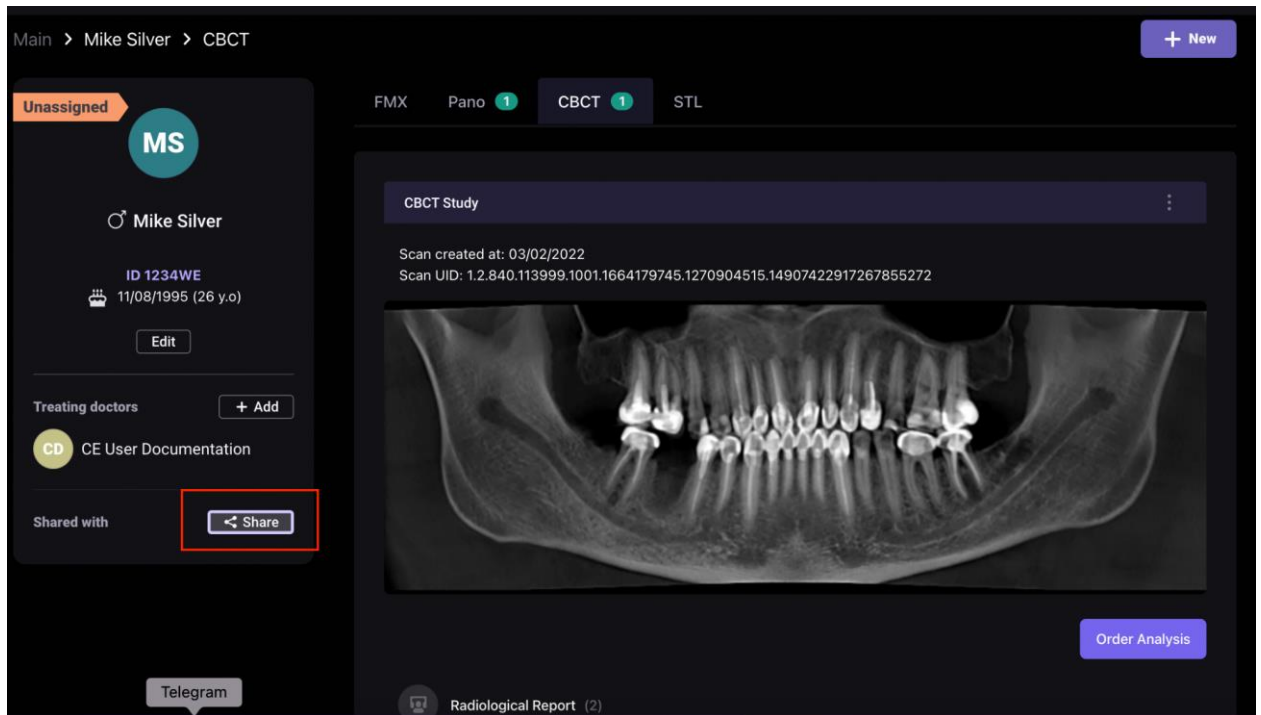 Main > Mike Silver > CBCT
+ New
Unassigned
MS
Mike Silver
ID 1234WE
11/08/1995 (26 y.o)
Edit
Treating doctors
+ Add
CD
CE User Documentation
Shared with
Share
Telegram
FMX
Pano 1
CBCT 1
STL
CBCT Study
Scan created at: 03/02/2022
Scan UID: 1.2.840.113999.1001.1664179745.1270904515.14907422917267855272
Order Analysis
Radiological Report (2)